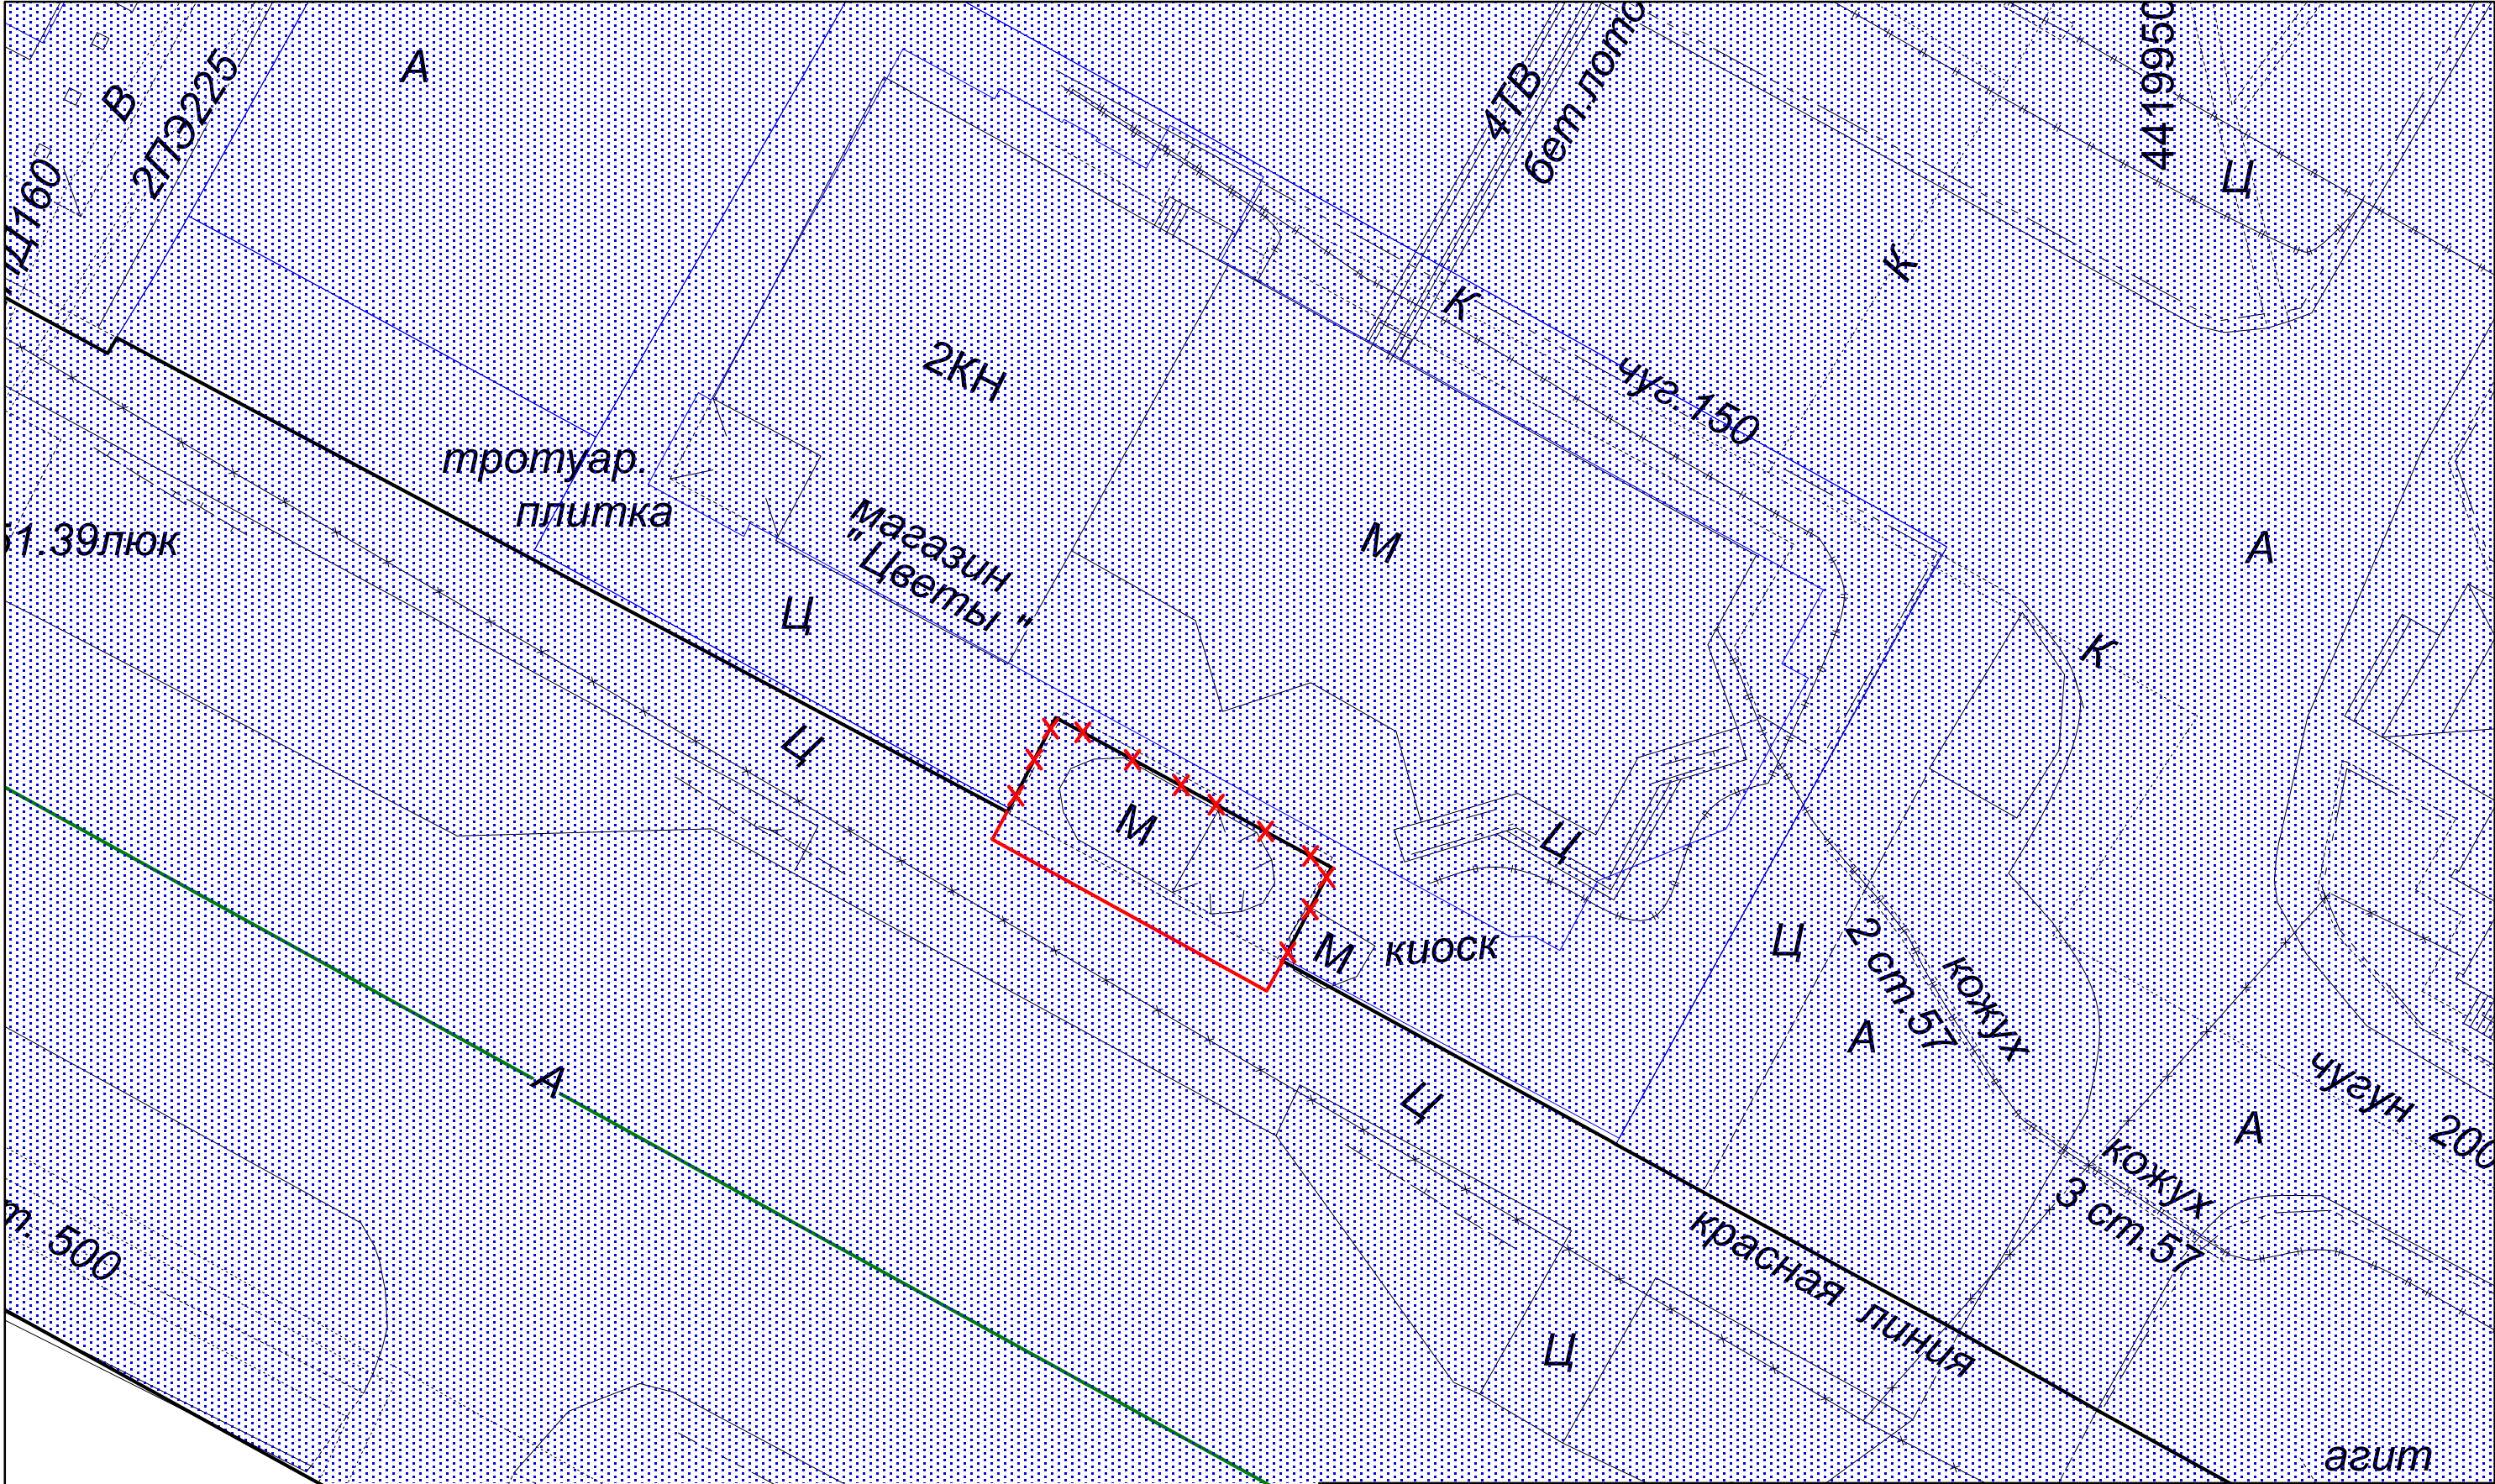 А
В
2ПЭ225
Д160
4ТВ
бет.лото
4419950
Ц
К
К
2КН
чуг.150
тротуар.
плитка
магазин
"Цветы"
51.39люк
М
А
Ц
К
Ц
М
Ц
М
киоск
Ц
2 ст.57
кожух
А
А
Ц
чугун 200
А
кожух
3 ст.57
т. 500
красная линия
Ц
агит